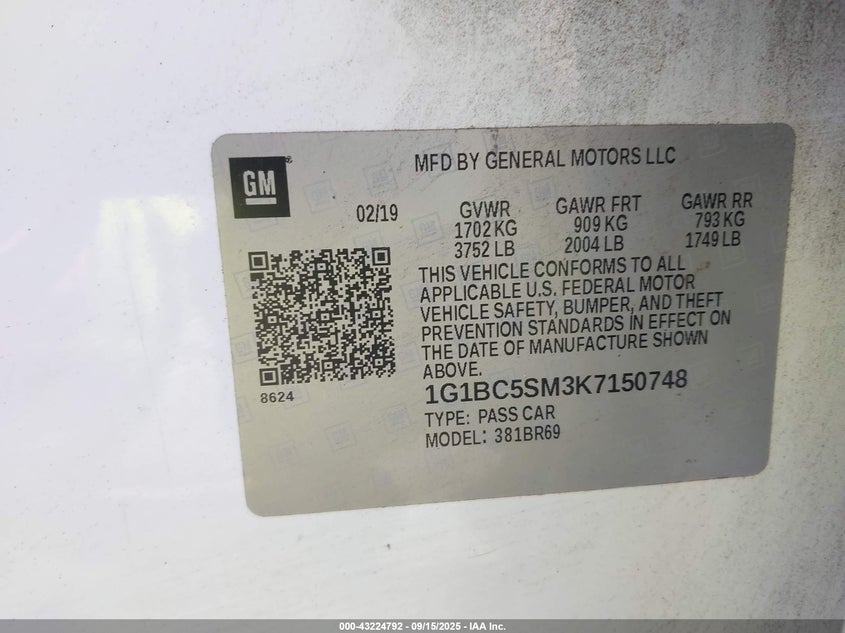 GM
MFD BY GENERAL MOTORS LLC
02/19
GVWR
1702 KG
3752 LB
GAWR FRT
909 KG
2004 LB
GAWR RR
793 KG
1749 LB
THIS VEHICLE CONFORMS TO ALL
APPLICABLE U.S. FEDERAL MOTOR
VEHICLE SAFETY, BUMPER, AND THEFT
PREVENTION STANDARDS IN EFFECT ON
THE DATE OF MANUFACTURE SHOWN
ABOVE.
8624
1G1BC5SM3K7150748
TYPE: PASS CAR
MODEL: 381BR69
000-43224792 - 09/15/2025 - IAA Inc.